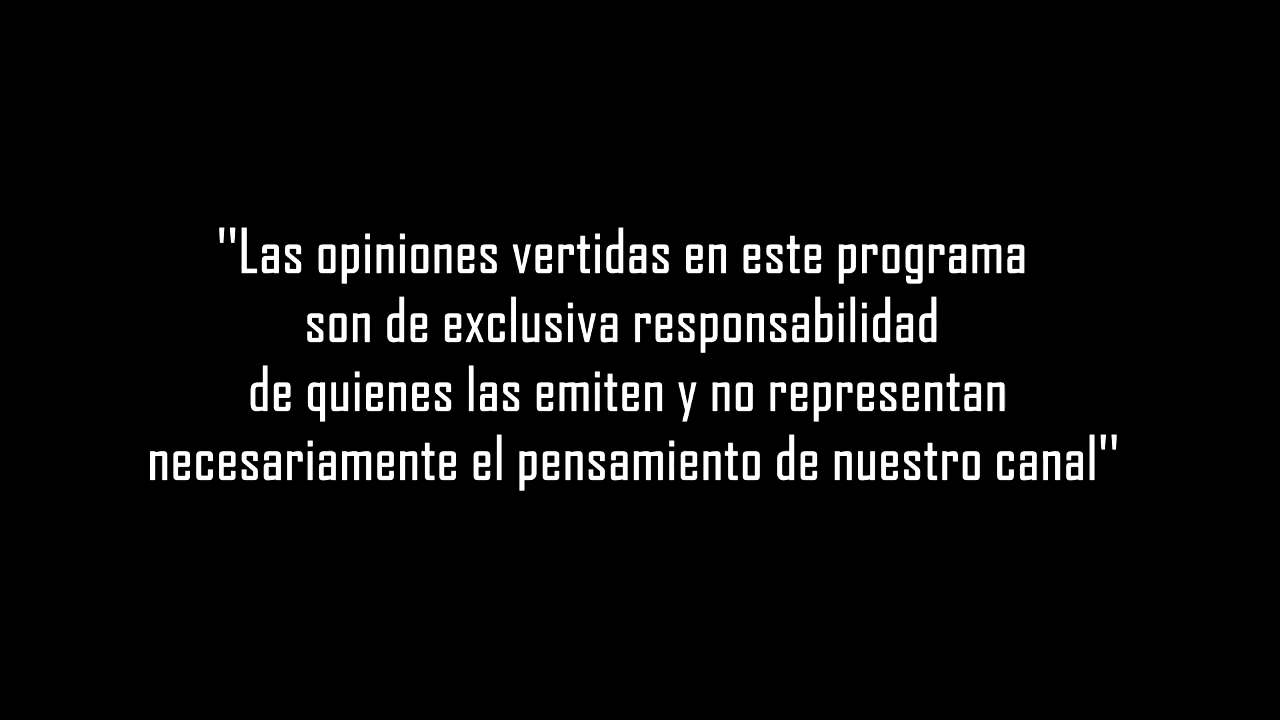 "Las opiniones vertidas en este programa
son de exclusiva responsabilidad
de quienes las emiten y no representan
necesariamente el pensamiento de nuestro canal"